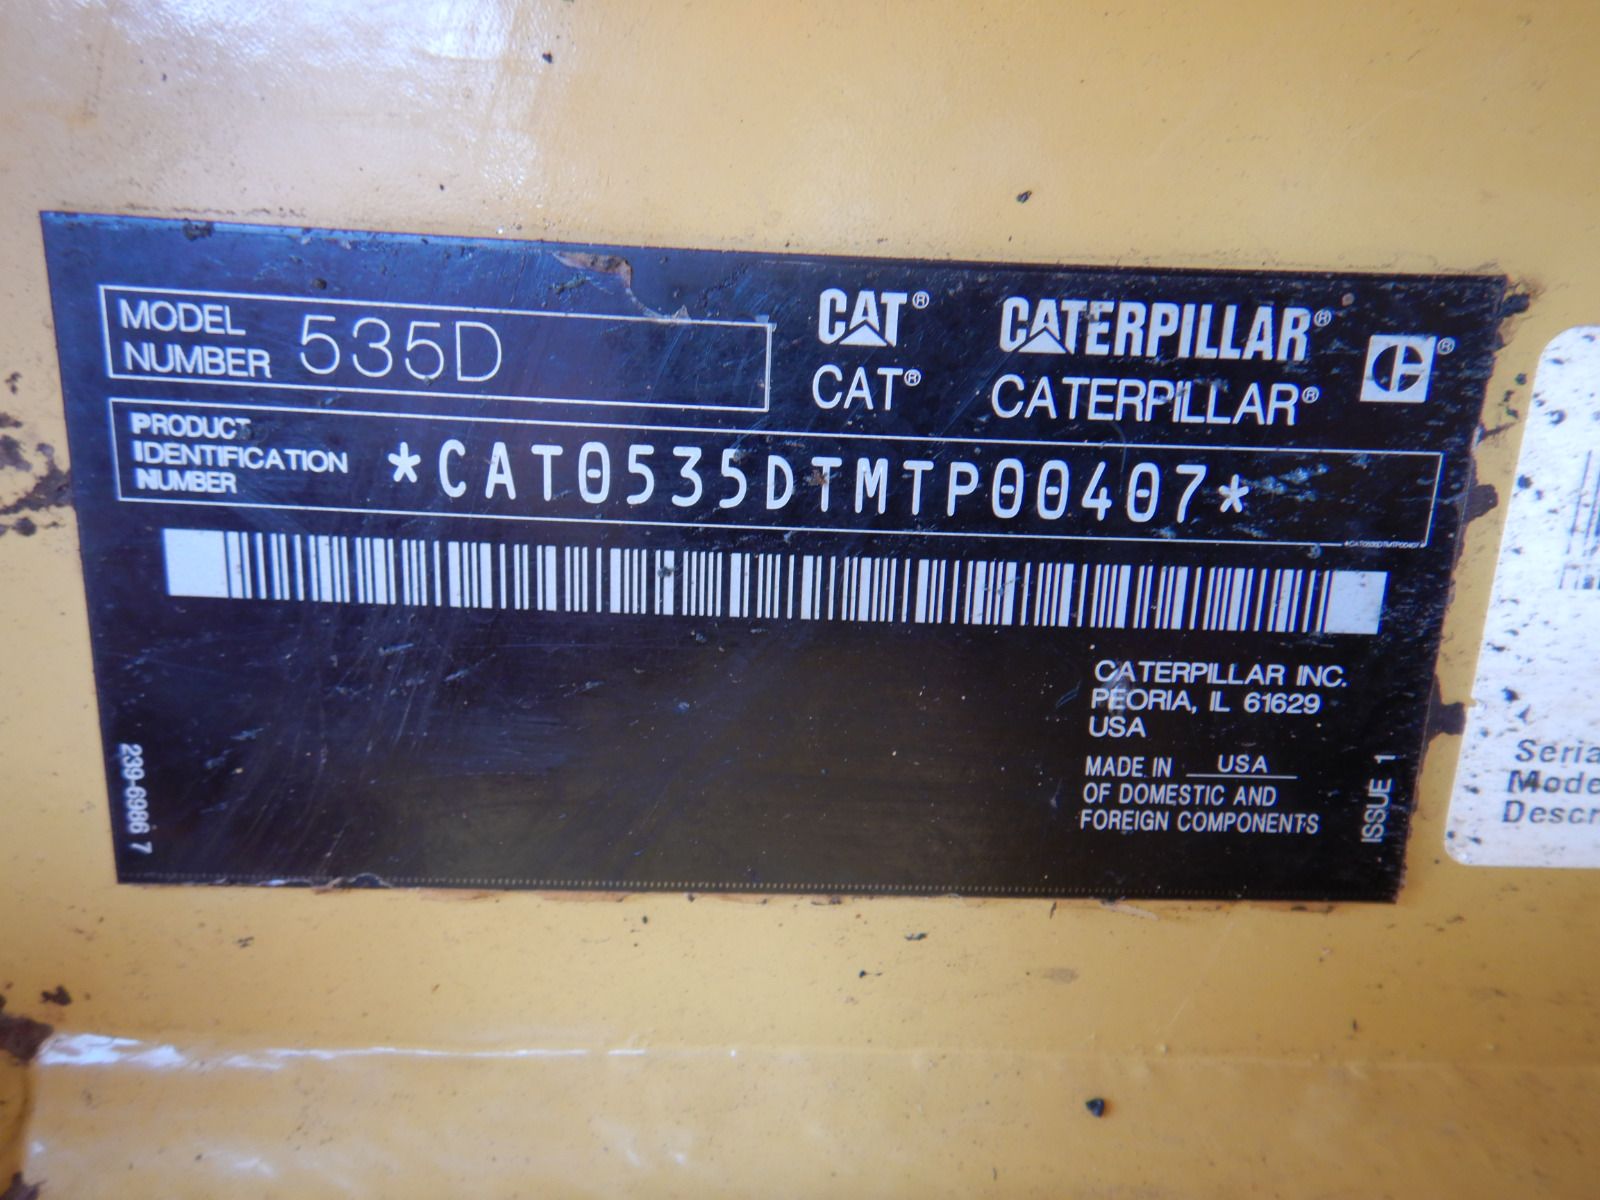 MODEL
NUMBER 535D
CAT® CATERPILLAR®
CAT® CATERPILLAR® ®
PRODUCT
IDENTIFICATION
NUMBER
*CAT0535DTMTP00407*
*CAT0535DTMTP00407*
CATERPILLAR INC.
PEORIA, IL 61629
USA
MADE IN USA
OF DOMESTIC AND
FOREIGN COMPONENTS
239-6986 7
ISSUE 1
Seria
Mode
Descr